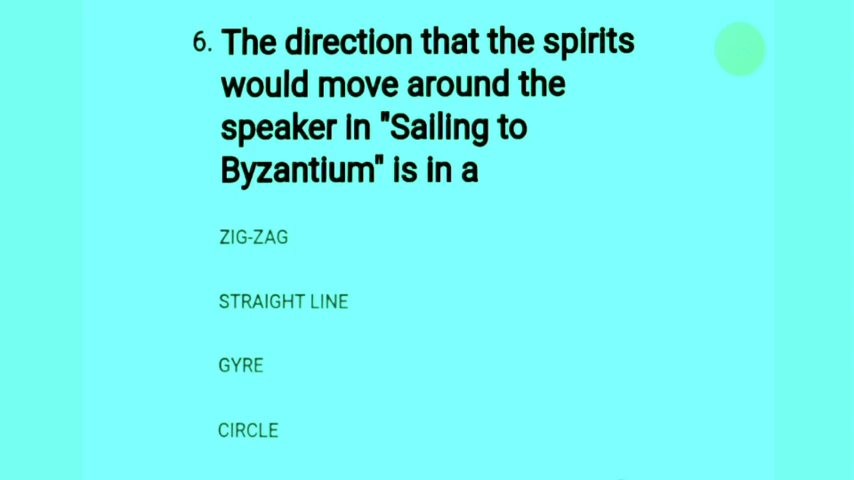 6. The direction that the spirits
would move around the
speaker in "Sailing to
Byzantium" is in a
ZIG-ZAG
STRAIGHT LINE
GYRE
CIRCLE